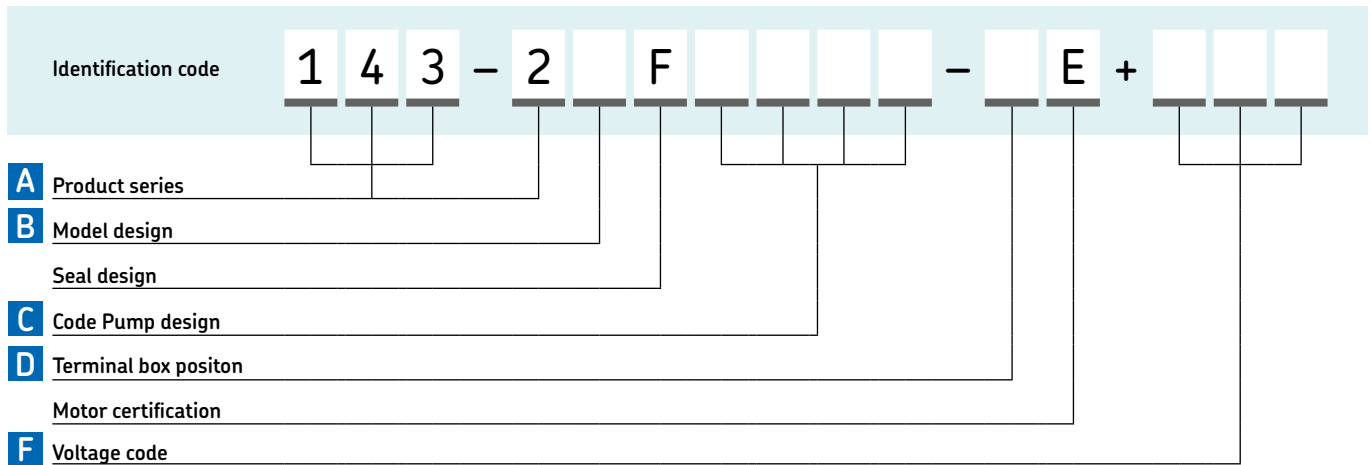 Identification code 1 4 3 – 2 F – E +
A Product series
B Model design
Seal design
C Code Pump design
D Terminal box positon
Motor certification
F Voltage code